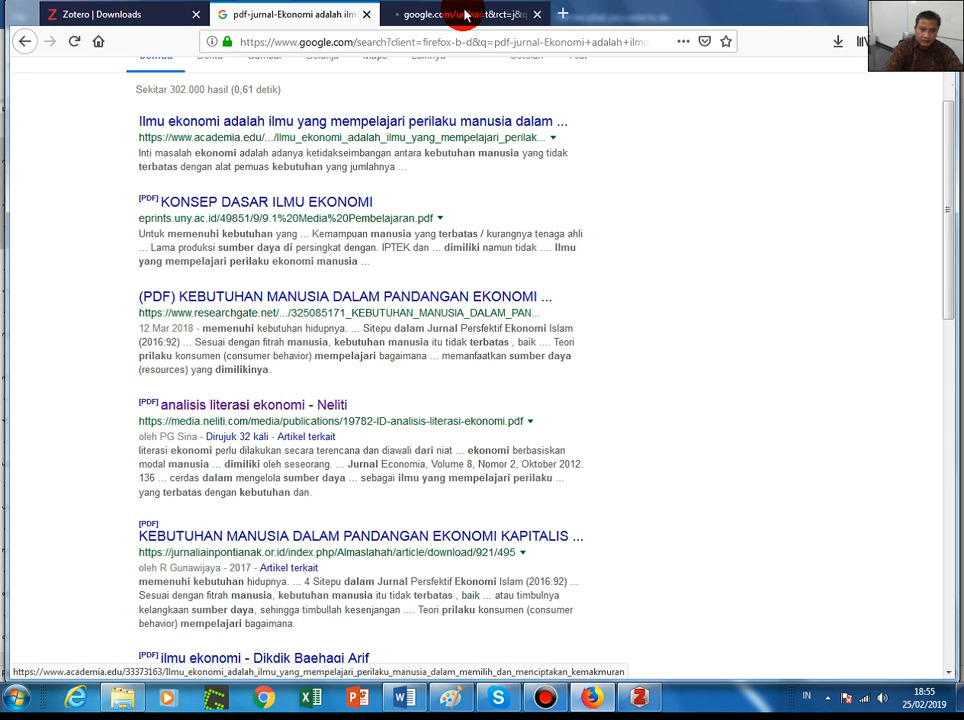 Zotero | Downloads
pdf-jurnal-Ekonomi adalah ilm
google.com/
t&rct=j&q
https://www.google.com/search?client=firefox-b-d&q=pdf-jurnal-Ekonomi+adalah+ilmu
Sekitar 302.000 hasil (0,61 detik)
Ilmu ekonomi adalah ilmu yang mempelajari perilaku manusia dalam ...
https://www.academia.edu/.../Ilmu_ekonomi_adalah_ilmu_yang_mempelajari_perilak...
Inti masalah ekonomi adalah adanya ketidakseimbangan antara kebutuhan manusia yang tidak
terbatas dengan alat pemuas kebutuhan yang jumlahnya ...
[PDF] KONSEP DASAR ILMU EKONOMI
eprints.uny.ac.id/49851/9/9.1%20Media%20Pembelajaran.pdf
Untuk memenuhi kebutuhan yang ... Kemampuan manusia yang terbatas / kurangnya tenaga ahli
... Lama produksi sumber daya di persingkat dengan. IPTEK dan ... dimiliki namun tidak .... Ilmu
yang mempelajari perilaku ekonomi manusia ...
(PDF) KEBUTUHAN MANUSIA DALAM PANDANGAN EKONOMI ...
https://www.researchgate.net/.../325085171_KEBUTUHAN_MANUSIA_DALAM_PAN...
12 Mar 2018 - memenuhi kebutuhan hidupnya. ... Sitepu dalam Jurnal Persfektif Ekonomi Islam
(2016:92) ... Sesuai dengan fitrah manusia, kebutuhan manusia itu tidak terbatas , baik .... Teori
prilaku konsumen (consumer behavior) mempelajari bagaimana ... memanfaatkan sumber daya
(resources) yang dimilikinya.
[PDF] analisis literasi ekonomi - Neliti
https://media.neliti.com/media/publications/19782-ID-analisis-literasi-ekonomi.pdf
oleh PG Sina - Dirujuk 32 kali - Artikel terkait
literasi ekonomi perlu dilakukan secara terencana dan diawali dari niat ... ekonomi berbasiskan
modal manusia ... dimiliki oleh seseorang. ... Jurnal Economia, Volume 8, Nomor 2, Oktober 2012.
136 ... cerdas dalam mengelola sumber daya ... sebagai ilmu yang mempelajari perilaku ...
yang terbatas dengan kebutuhan dan.
[PDF]
KEBUTUHAN MANUSIA DALAM PANDANGAN EKONOMI KAPITALIS ...
https://jurnaliainpontianak.or.id/index.php/Almaslahah/article/download/921/495
oleh R Gunawijaya - 2017 - Artikel terkait
memenuhi kebutuhan hidupnya. ... 4 Sitepu dalam Jurnal Persfektif Ekonomi Islam (2016:92) ...
Sesuai dengan fitrah manusia, kebutuhan manusia itu tidak terbatas , baik ... atau timbulnya
kelangkaan sumber daya, sehingga timbullah kesenjangan .... Teori prilaku konsumen (consumer
behavior) mempelajari bagaimana.
[PDF] ilmu ekonomi - Dikdik Baehaqi Arif
https://www.academia.edu/33373163/Ilmu_ekonomi_adalah_ilmu_yang_mempelajari_perilaku_manusia_dalam_memilih_dan_menciptakan_kemakmuran
IN
18:55
25/02/2019